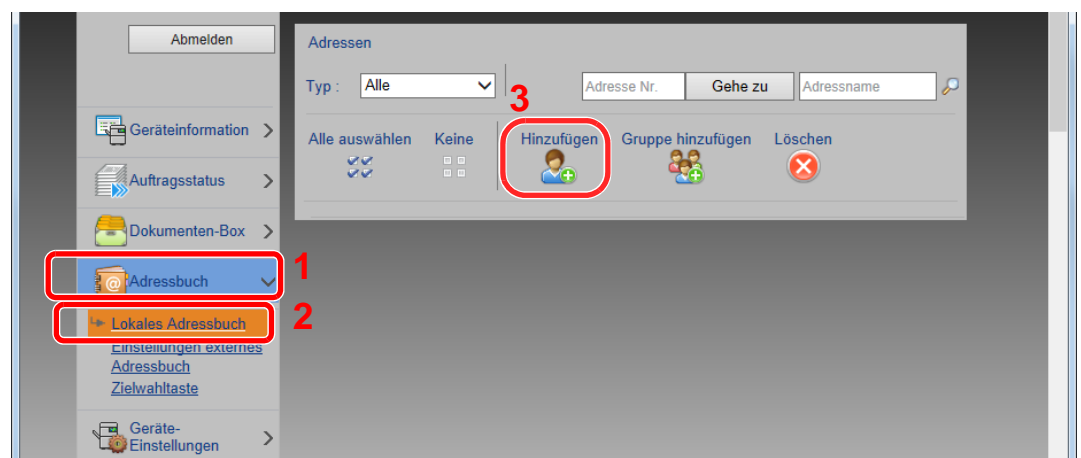 Abmelden
Geräteinformation
Auftragsstatus
Dokumenten-Box
Adressbuch
1
Lokales Adressbuch
2
Einstellungen externes
Adressbuch
Zielwahltaste
Geräte-
Einstellungen
Adressen
Typ : Alle Adresse Nr. Gehe zu Adressname
3
Alle auswählen Keine Hinzufügen Gruppe hinzufügen Löschen